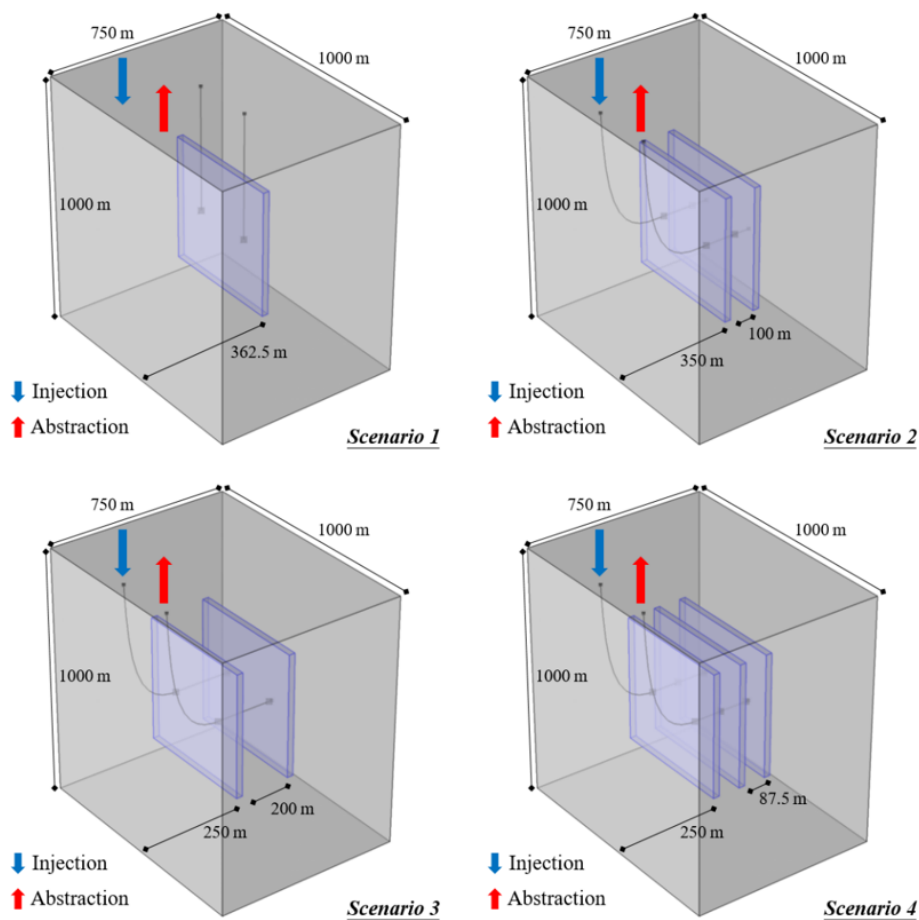 750 m
1000 m
1000 m
362.5 m
Injection
Abstraction
Scenario 1
750 m
1000 m
1000 m
100 m
350 m
Injection
Abstraction
Scenario 2
750 m
1000 m
1000 m
200 m
250 m
Injection
Abstraction
Scenario 3
750 m
1000 m
1000 m
87.5 m
250 m
Injection
Abstraction
Scenario 4